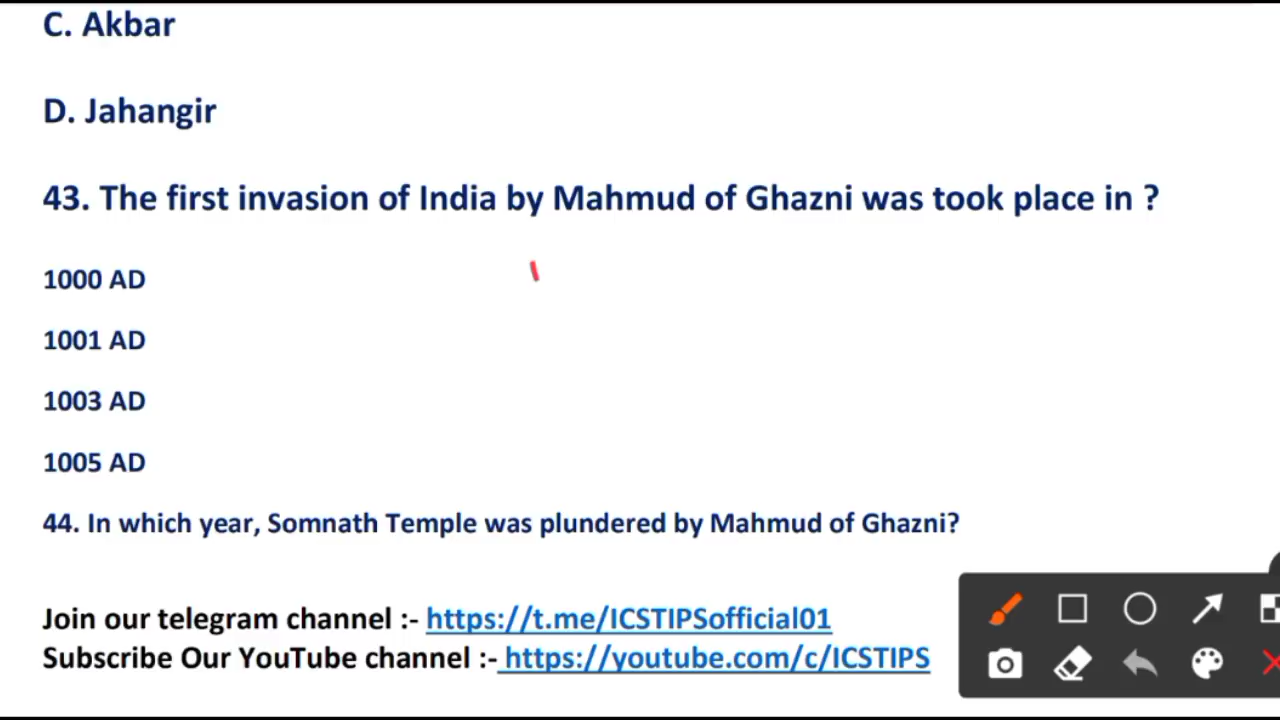 C. Akbar
D. Jahangir
43. The first invasion of India by Mahmud of Ghazni was took place in ?
1000 AD
1001 AD
1003 AD
1005 AD
44. In which year, Somnath Temple was plundered by Mahmud of Ghazni?
Join our telegram channel :- https://t.me/ICSTIPSofficial01
Subscribe Our YouTube channel :- https://youtube.com/c/ICSTIPS